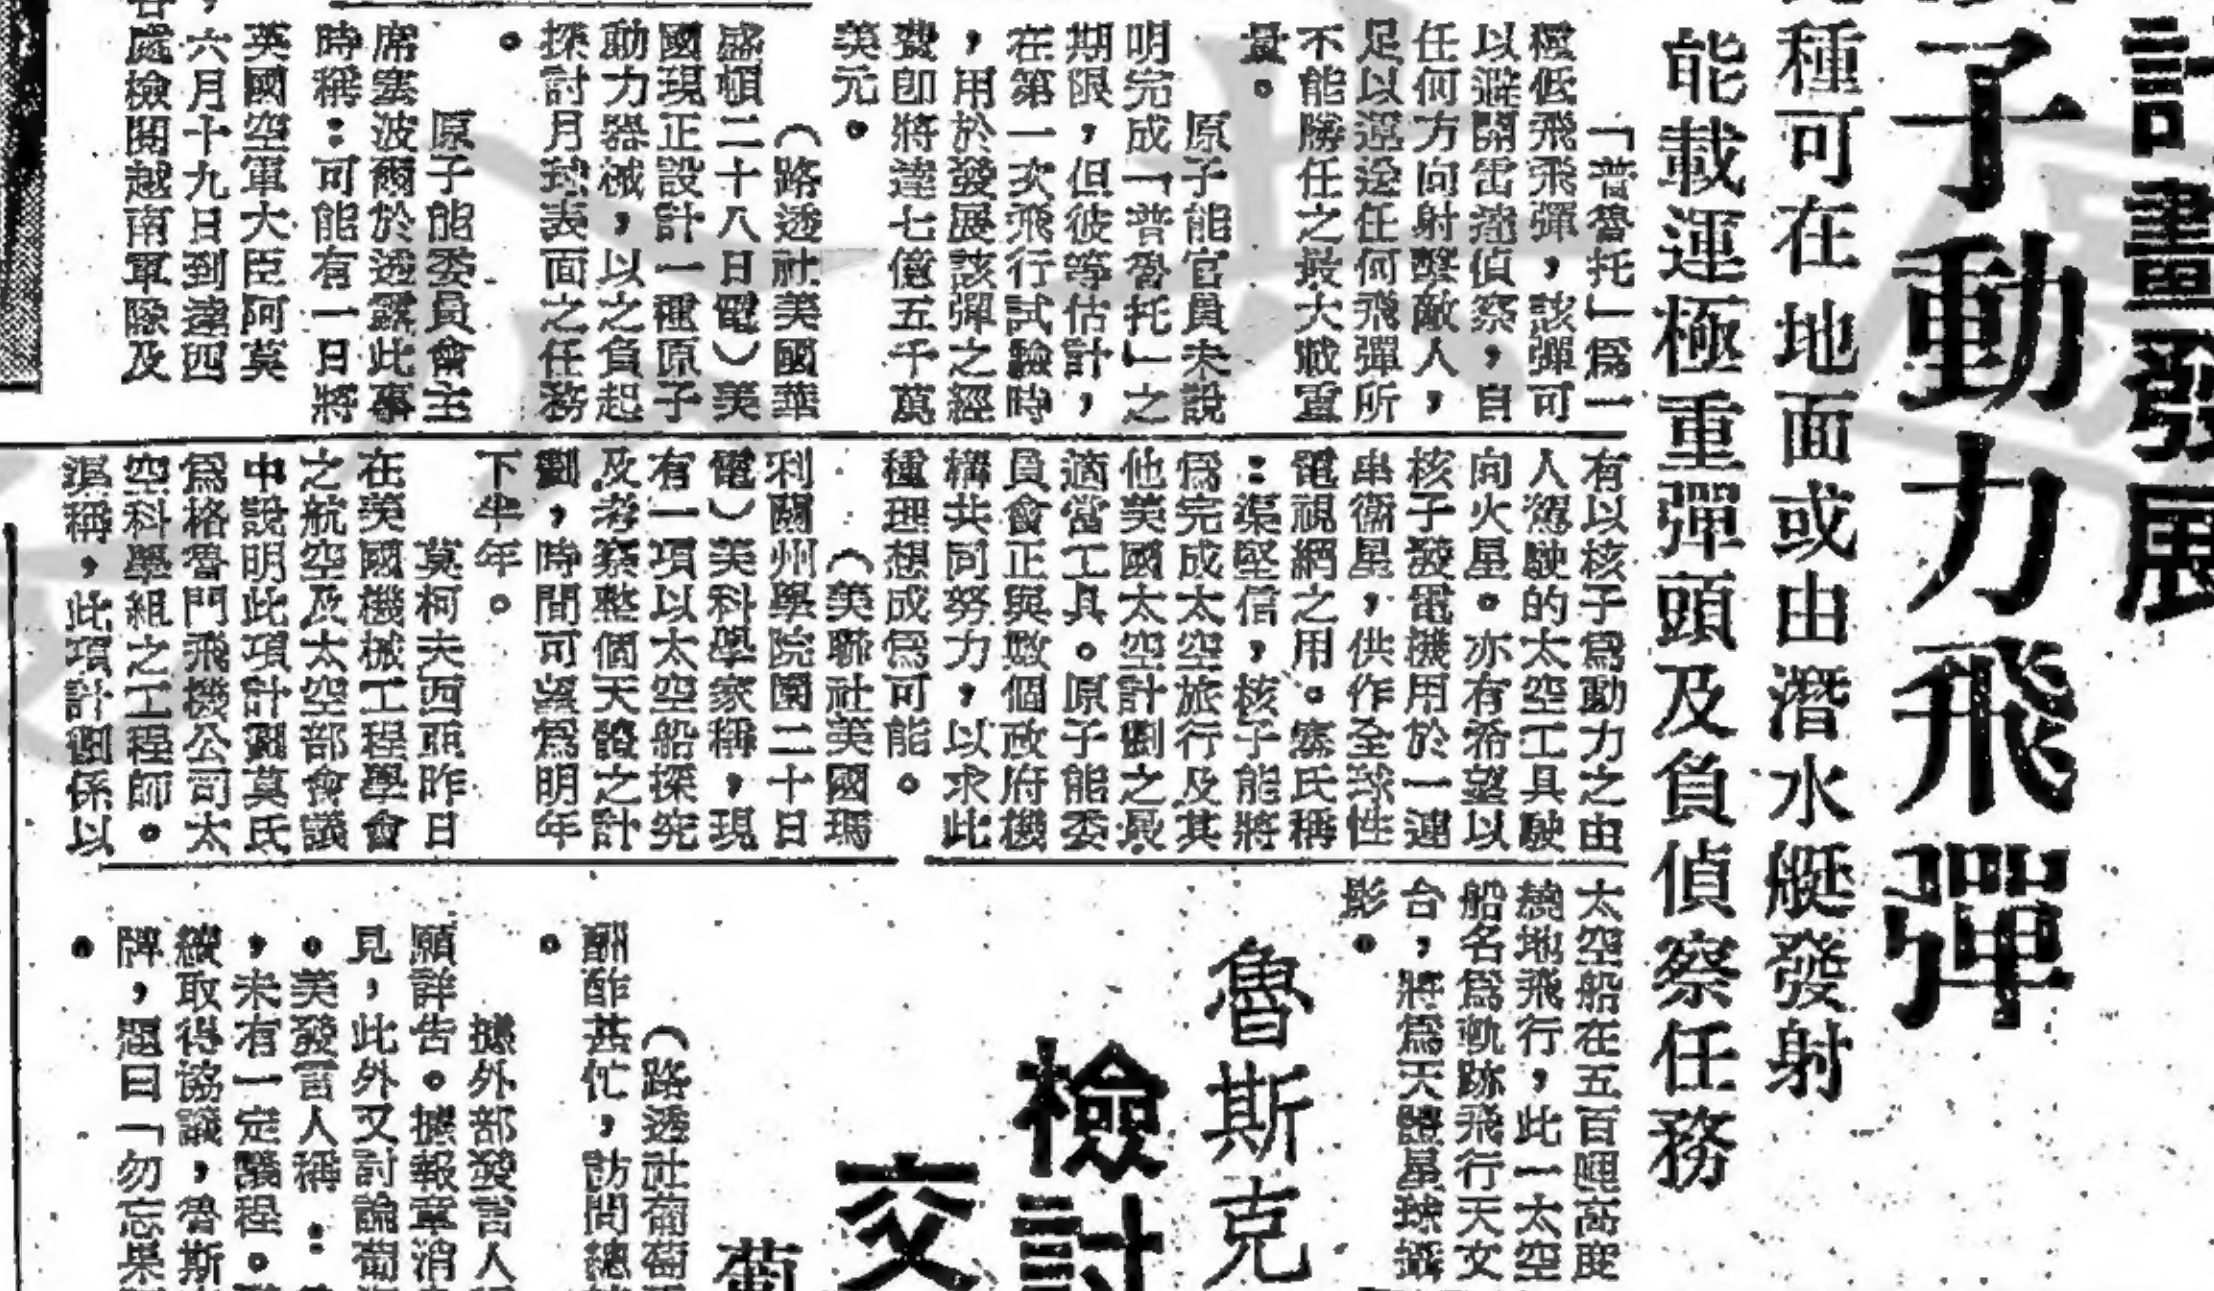 計畫發展
子動力飛彈
種可在地面或由潛水艇發射
能載運極重彈頭及負偵察任務
「普魯托」爲一
種低飛飛彈，該彈可
以避開雷達偵察，自
任何方向射擊敵人，
足以運送任何飛彈所
不能勝任之最大載重
量。
原子能官員未說
明完成「普魯托」之
期限，但彼等估計，
在第一次飛行試驗時
，用於發展該彈之經
費卽將達七億五千萬
美元。
（路透社美國華
盛頓二十八日電）美
國現正設計一種原子
動力器械，以之負起
探討月球表面之任務
。
原子能委員會主
席塞波爾於透露此事
時稱：可能有一日將
有以核子爲動力之由
人駕駛的太空工具駛
向火星。亦有希望以
核子發電機用於一連
串衞星，供作全球性
電視網之用。塞氏稱
：渠堅信，核子能將
爲完成太空旅行及其
他美國太空計劃之最
適當工具。原子能委
員會正與數個政府機
構共同努力，以求此
種理想成爲可能。
（美聯社美國瑪
利蘭州學院園二十日
電）美科學家稱，現
有一項以太空船探究
及考察整個天體之計
劃，時間可望爲明年
下半年。
莫柯夫西亞昨日
在英國機械工程學會
之航空及太空部會議
中說明此項計劃莫氏
爲格魯門飛機公司太
空科學組之工程師。
渠稱，此項計劃係以
太空船在五百哩高度
繞地飛行，此一太空
船名爲軌跡飛行天文
台，將爲天體星球攝
影。
英國空軍大臣阿莫
，六月十九日到達四
處檢閱越南軍隊及
魯斯克
檢討
交
葡
（路透社葡萄
酬酢甚忙，訪問總
。
據外部發言人
願詳告。據報章消
見，此外又討論葡
。美發言人稱：
，未有一定議程。
續取得協議，魯斯
牌，題曰「勿忘果
。